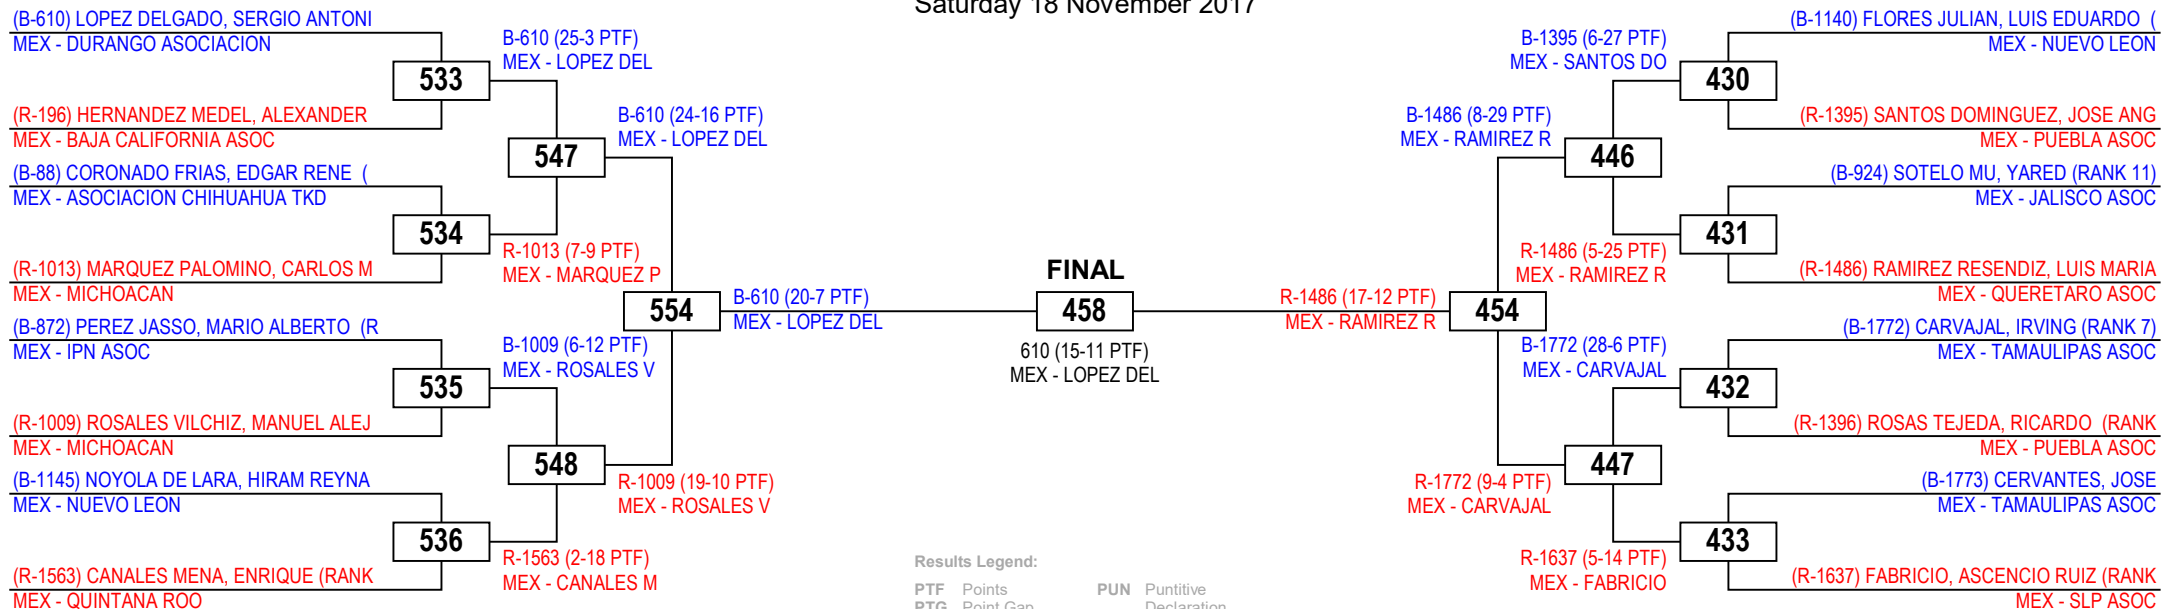 Saturday 18 November 2017
(B-610) LOPEZ DELGADO, SERGIO ANTONI
MEX - DURANGO ASOCIACION
533
(R-196) HERNANDEZ MEDEL, ALEXANDER
MEX - BAJA CALIFORNIA ASOC
(B-88) CORONADO FRIAS, EDGAR RENE (
MEX - ASOCIACION CHIHUAHUA TKD
534
(R-1013) MARQUEZ PALOMINO, CARLOS M
MEX - MICHOACAN
(B-872) PEREZ JASSO, MARIO ALBERTO (R
MEX - IPN ASOC
535
(R-1009) ROSALES VILCHIZ, MANUEL ALEJ
MEX - MICHOACAN
(B-1145) NOYOLA DE LARA, HIRAM REYNA
MEX - NUEVO LEON
536
(R-1563) CANALES MENA, ENRIQUE (RANK
MEX - QUINTANA ROO
B-610 (25-3 PTF)
MEX - LOPEZ DEL
547
R-1013 (7-9 PTF)
MEX - MARQUEZ P
B-1009 (6-12 PTF)
MEX - ROSALES V
548
R-1563 (2-18 PTF)
MEX - CANALES M
B-610 (24-16 PTF)
MEX - LOPEZ DEL
554
R-1009 (19-10 PTF)
MEX - ROSALES V
B-610 (20-7 PTF)
MEX - LOPEZ DEL
FINAL
458
610 (15-11 PTF)
MEX - LOPEZ DEL
R-1486 (17-12 PTF)
MEX - RAMIREZ R
B-1486 (8-29 PTF)
MEX - RAMIREZ R
454
R-1772 (9-4 PTF)
MEX - CARVAJAL
B-1395 (6-27 PTF)
MEX - SANTOS DO
446
R-1486 (5-25 PTF)
MEX - RAMIREZ R
B-1772 (28-6 PTF)
MEX - CARVAJAL
447
R-1637 (5-14 PTF)
MEX - FABRICIO
(B-1140) FLORES JULIAN, LUIS EDUARDO (
MEX - NUEVO LEON
430
(R-1395) SANTOS DOMINGUEZ, JOSE ANG
MEX - PUEBLA ASOC
(B-924) SOTELO MU, YARED (RANK 11)
MEX - JALISCO ASOC
431
(R-1486) RAMIREZ RESENDIZ, LUIS MARIA
MEX - QUERETARO ASOC
(B-1772) CARVAJAL, IRVING (RANK 7)
MEX - TAMAULIPAS ASOC
432
(R-1396) ROSAS TEJEDA, RICARDO (RANK
MEX - PUEBLA ASOC
(B-1773) CERVANTES, JOSE
MEX - TAMAULIPAS ASOC
433
(R-1637) FABRICIO, ASCENCIO RUIZ (RANK
MEX - SLP ASOC
Results Legend:
PTF Points PUN Puntitive
PTG Point Gap Declaration